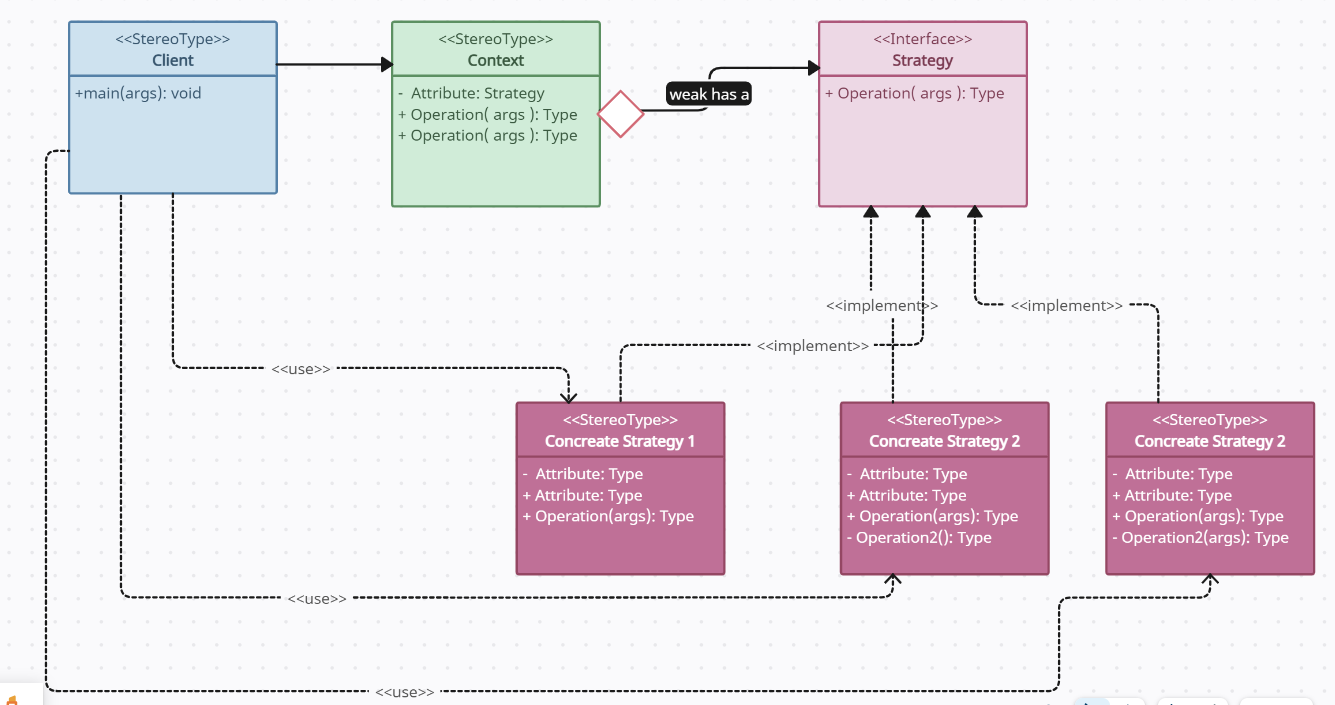 <<StereoType>>
Client
+main(args): void
<<StereoType>>
Context
-  Attribute: Strategy
+ Operation( args ): Type
+ Operation( args ): Type
weak has a
<<Interface>>
Strategy
+ Operation( args ): Type
<<implement>>
<<implement>>
<<implement>>
<<use>>
<<StereoType>>
Concreate Strategy 1
-  Attribute: Type
+ Attribute: Type
+ Operation(args): Type
<<StereoType>>
Concreate Strategy 2
-  Attribute: Type
+ Attribute: Type
+ Operation(args): Type
- Operation2(): Type
<<StereoType>>
Concreate Strategy 2
-  Attribute: Type
+ Attribute: Type
+ Operation(args): Type
- Operation2(args): Type
<<use>>
<<use>>